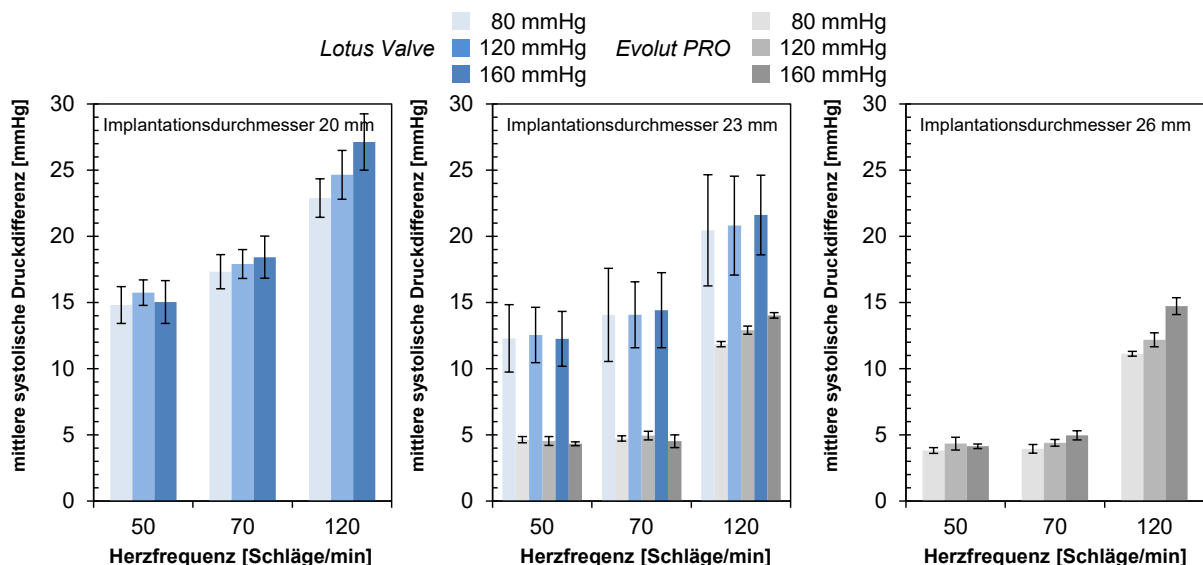 80 mmHg 80 mmHg
Lotus Valve 120 mmHg Evolut PRO 120 mmHg
160 mmHg 160 mmHg
mittlere systolische Druckdifferenz [mmHg]
Implantationsdurchmesser 20 mm
30
25
20
15
10
5
0
50 70 120
Herzfrequenz [Schläge/min]
mittlere systolische Druckdifferenz [mmHg]
Implantationsdurchmesser 23 mm
30
25
20
15
10
5
0
50 70 120
Herzfreqenz [Schläge/min]
mittlere systolische Druckdifferenz [mmHg]
Implantationsdurchmesser 26 mm
30
25
20
15
10
5
0
50 70 120
Herzfrequenz [Schläge/min]